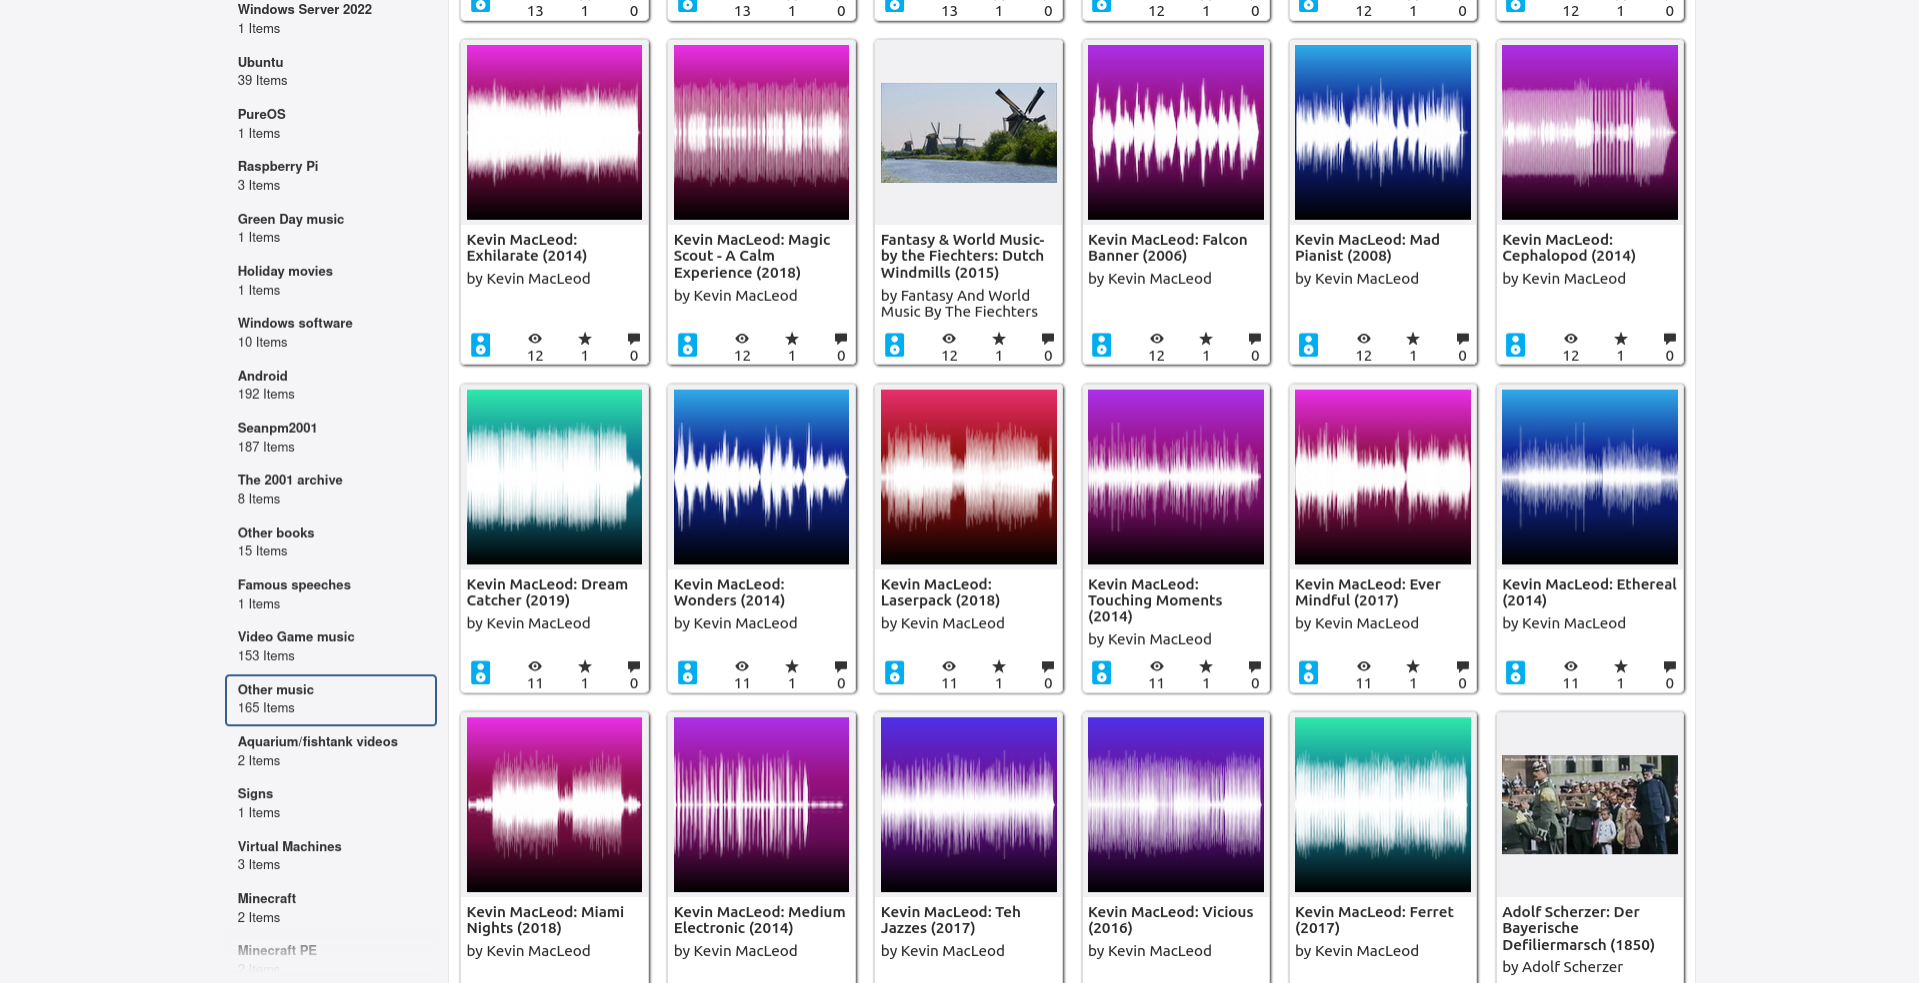 Windows Server 2022
1 Items
Ubuntu
39 Items
PureOS
1 Items
Raspberry Pi
3 Items
Green Day music
1 Items
Holiday movies
1 Items
Windows software
10 Items
Android
192 Items
Seanpm2001
187 Items
The 2001 archive
8 Items
Other books
15 Items
Famous speeches
1 Items
Video Game music
153 Items
Other music
165 Items
Aquarium/fishtank videos
2 Items
Signs
1 Items
Virtual Machines
3 Items
Minecraft
2 Items
Minecraft PE
2 Items
13 1 0
13 1 0
13 1 0
12 1 0
12 1 0
12 1 0
Kevin MacLeod:
Exhilarate (2014)
by Kevin MacLeod
12 1 0
Kevin MacLeod: Magic
Scout - A Calm
Experience (2018)
by Kevin MacLeod
12 1 0
Fantasy & World Music-
by the Fiechters: Dutch
Windmills (2015)
by Fantasy And World
Music By The Fiechters
12 1 0
Kevin MacLeod: Falcon
Banner (2006)
by Kevin MacLeod
12 1 0
Kevin MacLeod: Mad
Pianist (2008)
by Kevin MacLeod
12 1 0
Kevin MacLeod:
Cephalopod (2014)
by Kevin MacLeod
12 1 0
Kevin MacLeod: Dream
Catcher (2019)
by Kevin MacLeod
11 1 0
Kevin MacLeod:
Wonders (2014)
by Kevin MacLeod
11 1 0
Kevin MacLeod:
Laserpack (2018)
by Kevin MacLeod
11 1 0
Kevin MacLeod:
Touching Moments
(2014)
by Kevin MacLeod
11 1 0
Kevin MacLeod: Ever
Mindful (2017)
by Kevin MacLeod
11 1 0
Kevin MacLeod: Ethereal
(2014)
by Kevin MacLeod
11 1 0
Kevin MacLeod: Miami
Nights (2018)
by Kevin MacLeod
Kevin MacLeod: Medium
Electronic (2014)
by Kevin MacLeod
Kevin MacLeod: Teh
Jazzes (2017)
by Kevin MacLeod
Kevin MacLeod: Vicious
(2016)
by Kevin MacLeod
Kevin MacLeod: Ferret
(2017)
by Kevin MacLeod
Adolf Scherzer: Der
Bayerische
Defiliermarsch (1850)
by Adolf Scherzer